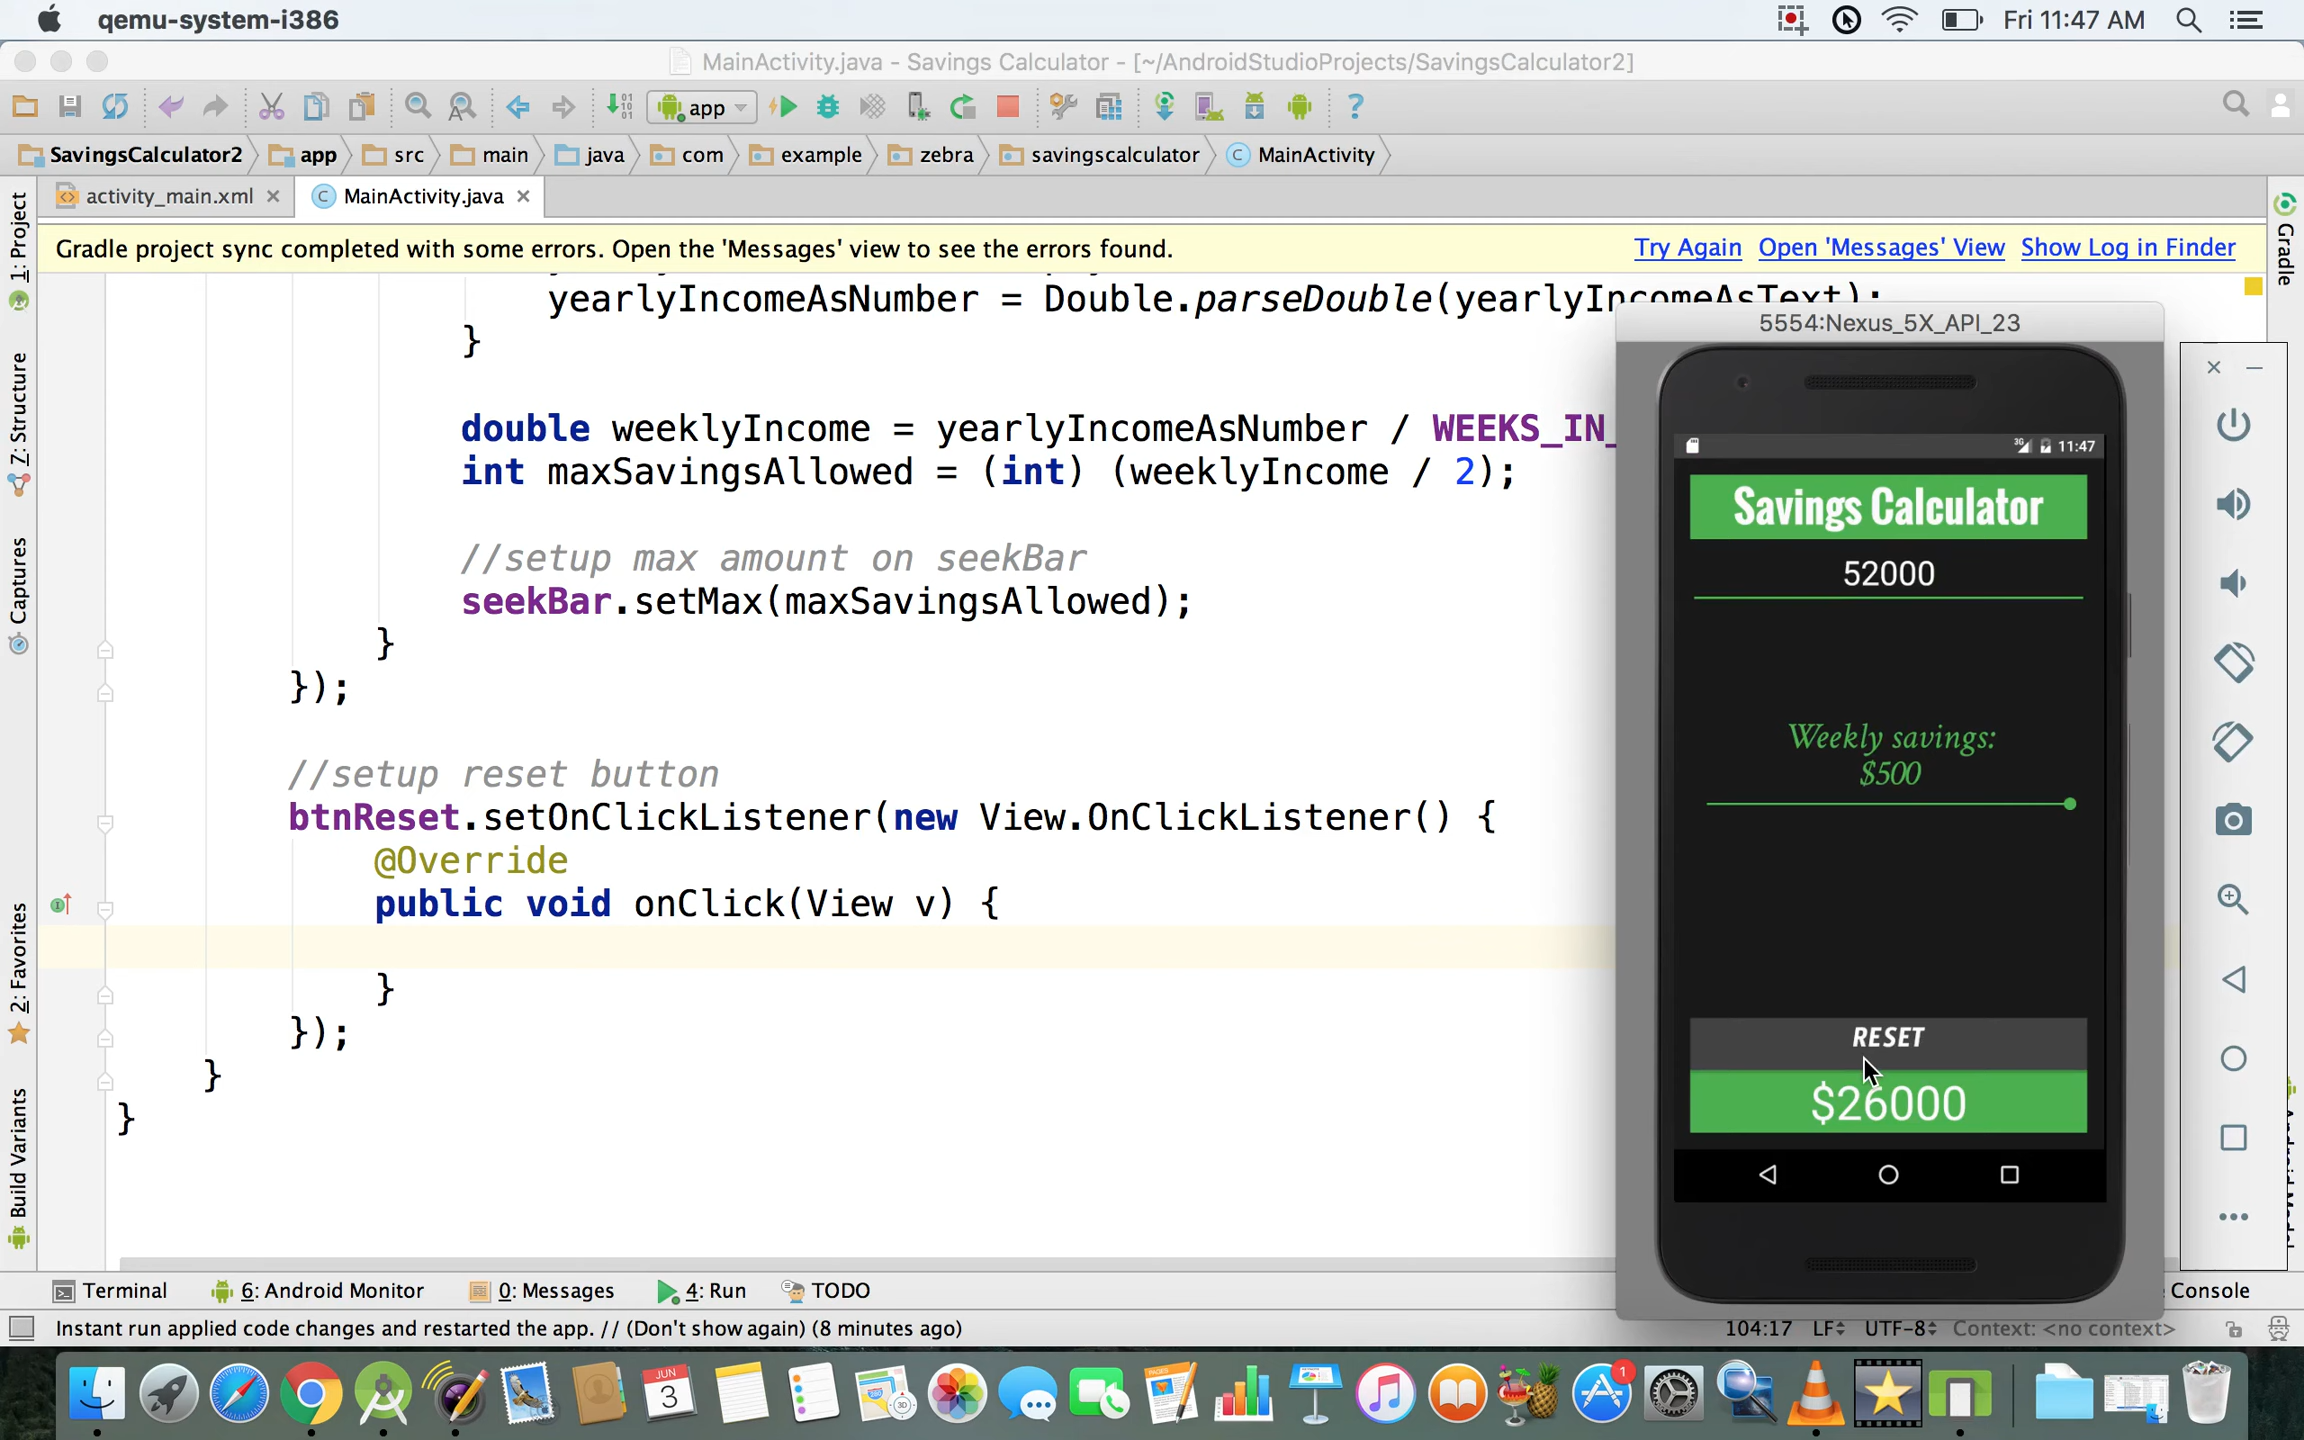 qemu-system-i386
Fri 11:47 AM
MainActivity.java - Savings Calculator - [~/AndroidStudioProjects/SavingsCalculator2]
app
SavingsCalculator2 app src main java com example zebra savingscalculator MainActivity
activity_main.xml MainActivity.java
Gradle project sync completed with some errors. Open the 'Messages' view to see the errors found.
Try Again Open 'Messages' View Show Log in Finder
1: Project
Z: Structure
Captures
2: Favorites
Build Variants
Gradle
yearlyIncomeAsNumber = Double.parseDouble(yearlyIncomeAsText);
}
double weeklyIncome = yearlyIncomeAsNumber / WEEKS_IN_
int maxSavingsAllowed = (int) (weeklyIncome / 2);
//setup max amount on seekBar
seekBar.setMax(maxSavingsAllowed);
}
});
//setup reset button
btnReset.setOnClickListener(new View.OnClickListener() {
@Override
public void onClick(View v) {
}
});
}
}
5554:Nexus_5X_API_23
3G 11:47
Savings Calculator
52000
Weekly savings:
$500
RESET
$26000
Terminal 6: Android Monitor 0: Messages 4: Run TODO
Console
Instant run applied code changes and restarted the app. // (Don't show again) (8 minutes ago)
104:17 LF UTF-8 Context: <no context>
JUN
3
1